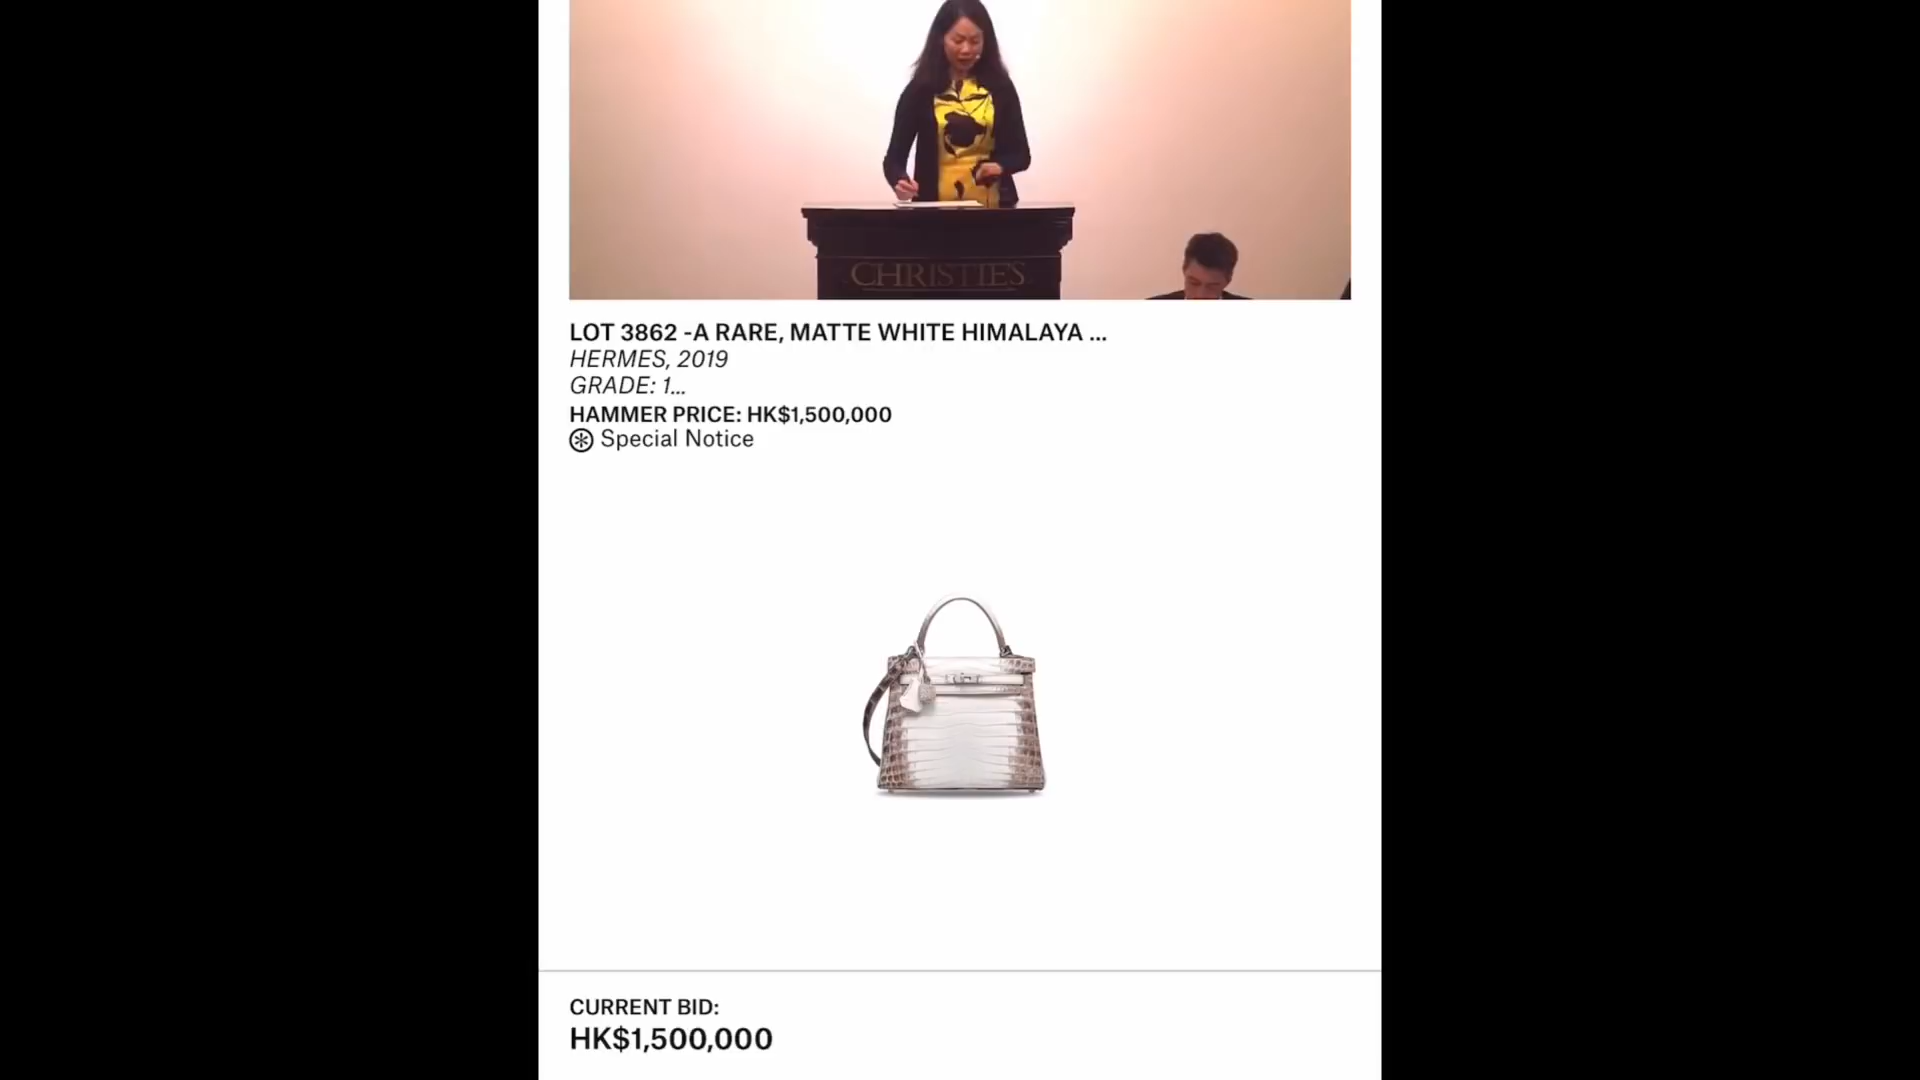 CHRISTIE'S
LOT 3862 -A RARE, MATTE WHITE HIMALAYA ...
HERMES, 2019
GRADE: 1...
HAMMER PRICE: HK$1,500,000
Special Notice
CURRENT BID:
HK$1,500,000